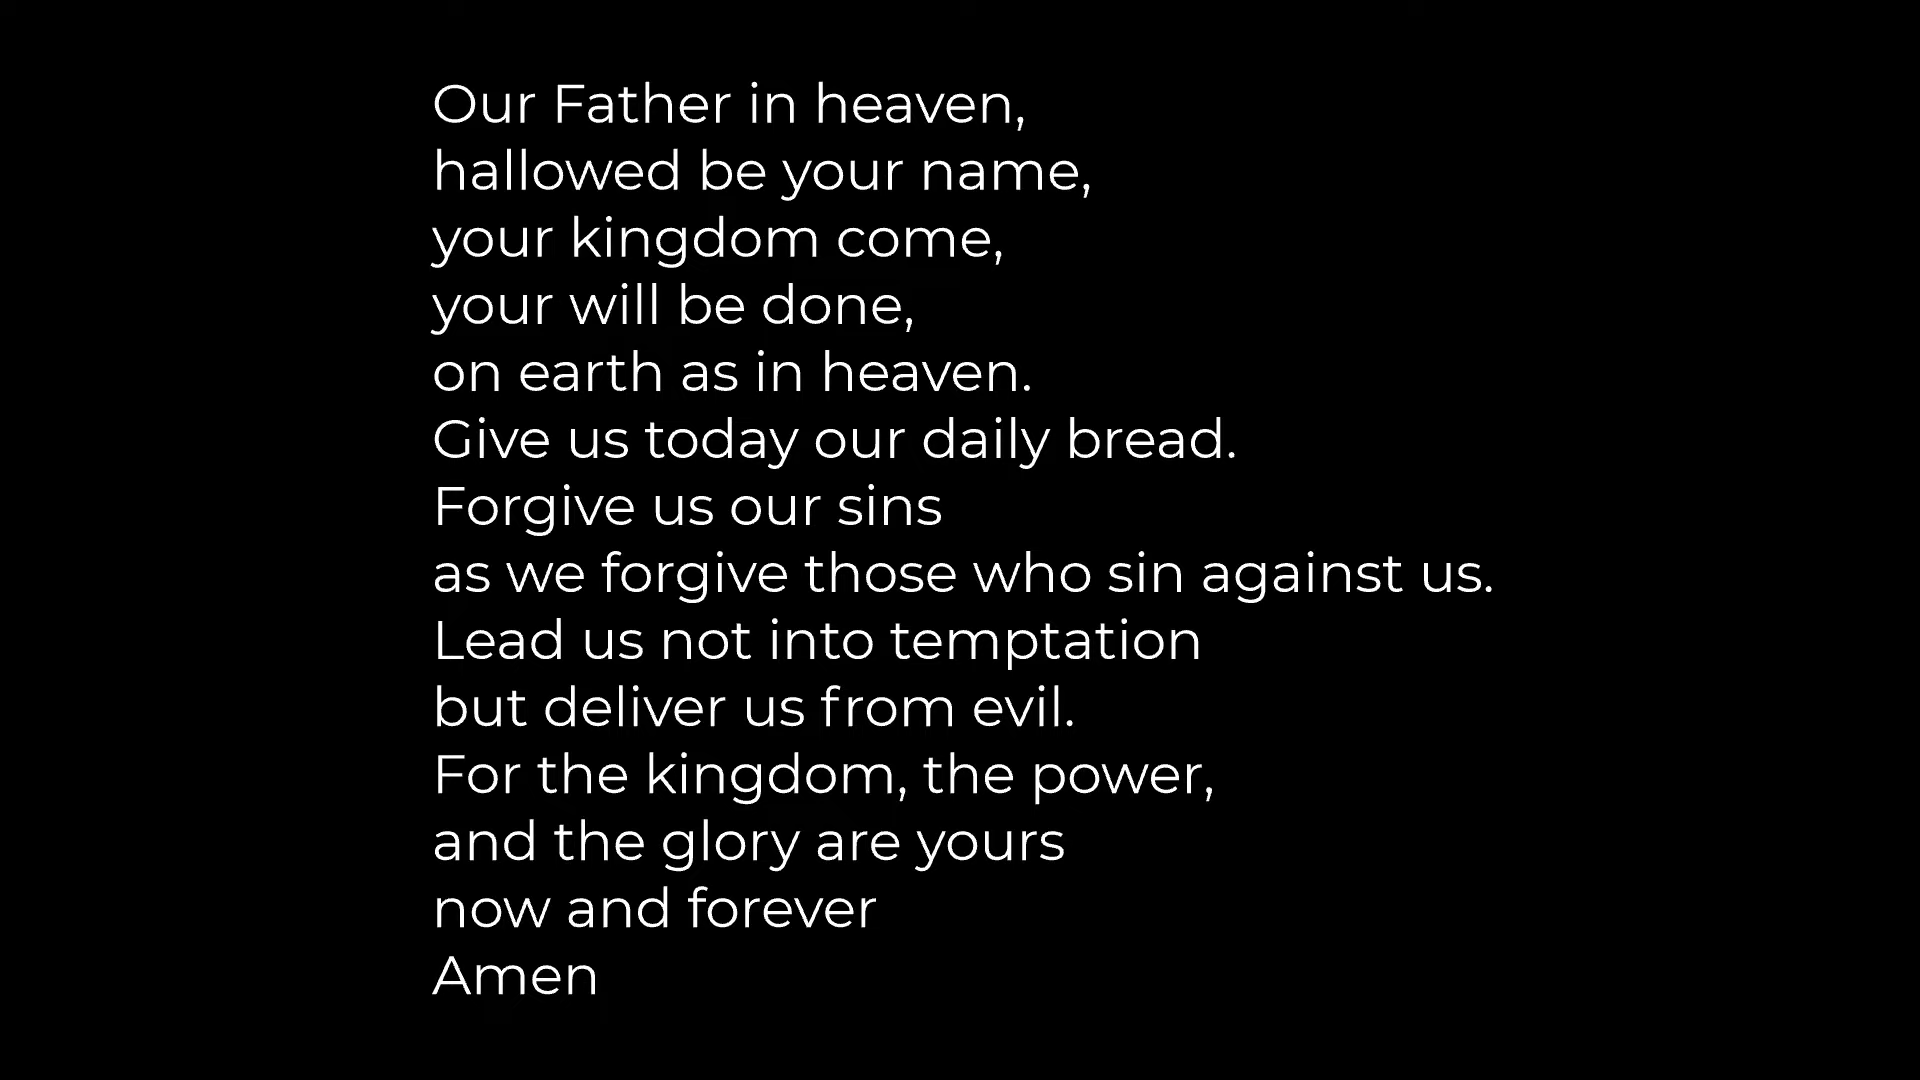 Our Father in heaven,
hallowed be your name,
your kingdom come,
your will be done,
on earth as in heaven.
Give us today our daily bread.
Forgive us our sins
as we forgive those who sin against us.
Lead us not into temptation
but deliver us from evil.
For the kingdom, the power,
and the glory are yours
now and forever
Amen